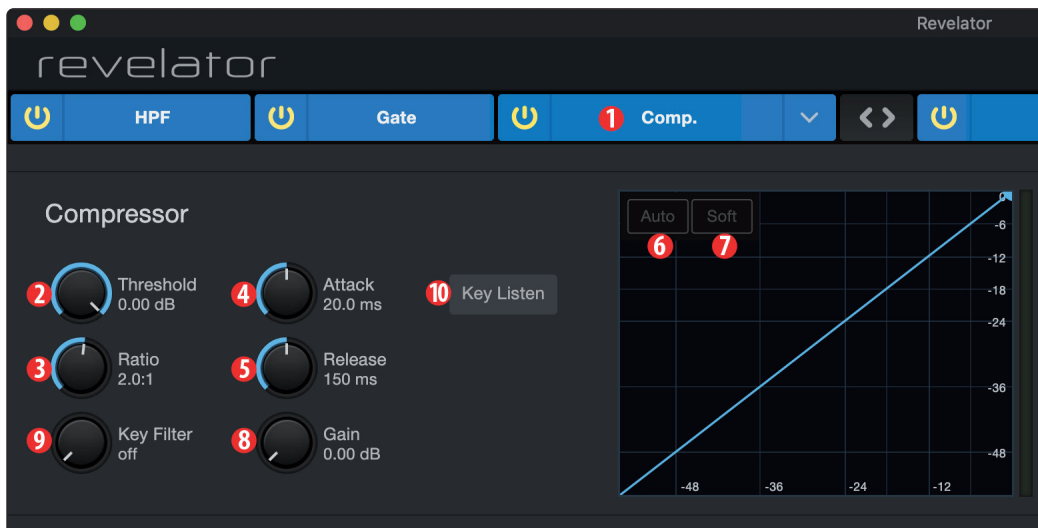 Revelator
revelator
HPF
Gate
1 Comp.
Compressor
2 Threshold
0.00 dB
4 Attack
20.0 ms
10 Key Listen
3 Ratio
2.0:1
5 Release
150 ms
9 Key Filter
off
8 Gain
0.00 dB
Auto
Soft
6
7
0
-6
-12
-18
-24
-36
-48
-48
-36
-24
-12